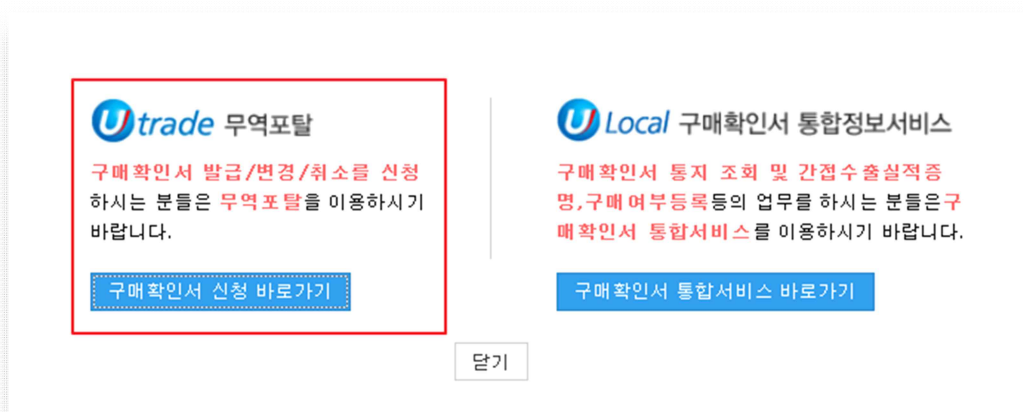 Utrade 무역포탈
구매확인서 발급/변경/취소를 신청
하시는 분들은 무역포탈을 이용하시기
바랍니다.
구매확인서 신청 바로가기
U Local 구매확인서 통합정보서비스
구매확인서 통지 조회 및 간접수출실적증
명,구매여부등록등의 업무를 하시는 분들은구
매확인서 통합서비스를 이용하시기 바랍니다.
구매확인서 통합서비스 바로가기
닫기